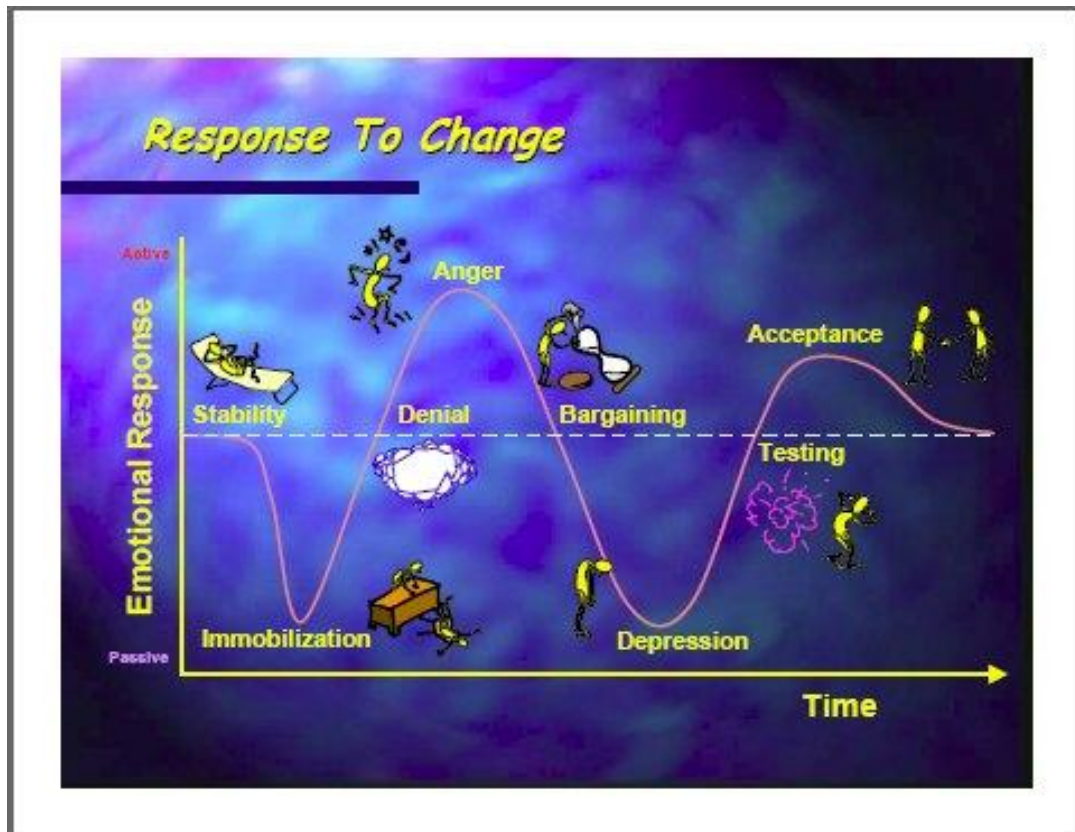 Response To Change
Active
Anger
Acceptance
Stability
Denial
Bargaining
Testing
Emotional Response
Immobilization
Depression
Passive
Time